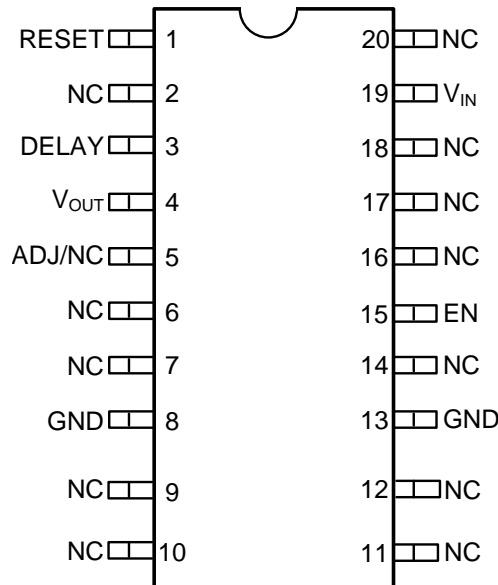 RESET 1 20 NC
NC 2 19 VIN
DELAY 3 18 NC
VOUT 4 17 NC
ADJ/NC 5 16 NC
NC 6 15 EN
NC 7 14 NC
GND 8 13 GND
NC 9 12 NC
NC 10 11 NC